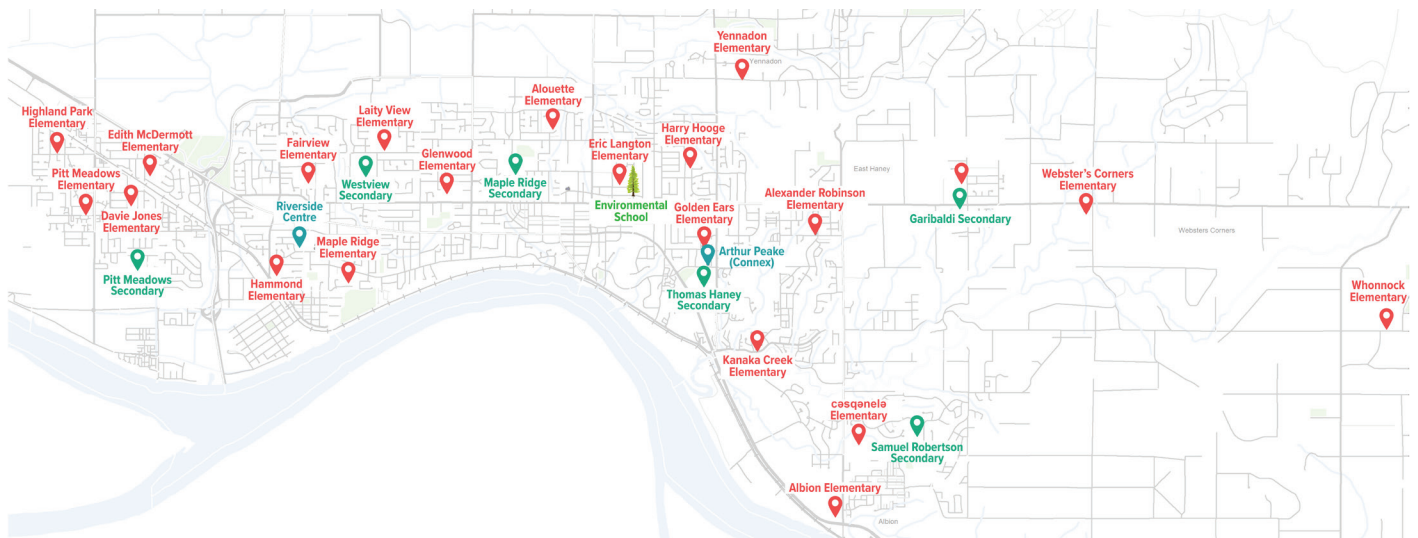 Yennadon
Elementary
Yennadon
Highland Park
Elementary
Edith McDermott
Elementary
Laity View
Elementary
Alouette
Elementary
Fairview
Elementary
Glenwood
Elementary
Eric Langton
Elementary
Harry Hooge
Elementary
Pitt Meadows
Elementary
Davie Jones
Elementary
Westview
Secondary
Maple Ridge
Secondary
Environmental
School
East Haney
Alexander Robinson
Elementary
Webster's Corners
Elementary
Riverside
Centre
Golden Ears
Elementary
Garibaldi Secondary
Websters Corners
Maple Ridge
Elementary
Arthur Peake
(Connex)
Pitt Meadows
Secondary
Hammond
Elementary
Thomas Haney
Secondary
Whonnock
Elementary
Kanaka Creek
Elementary
c̓əsqənelə
Elementary
Samuel Robertson
Secondary
Albion Elementary
Albion